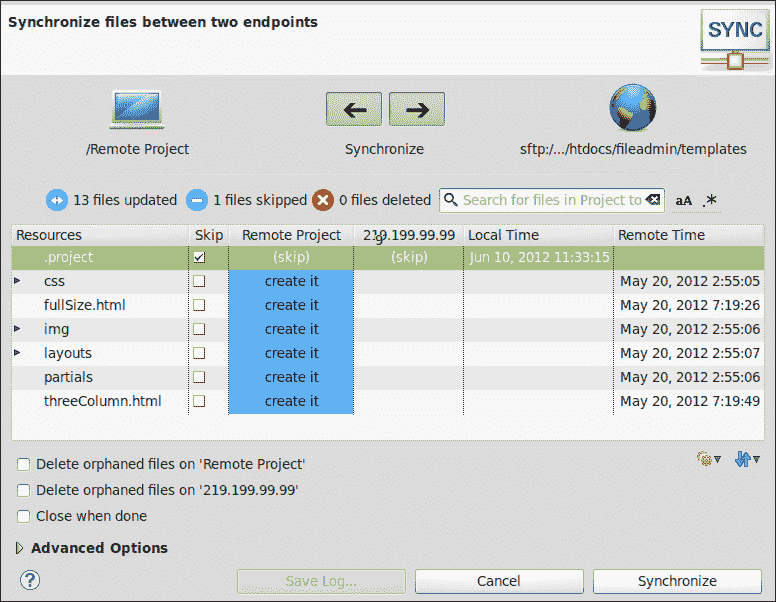 Synchronize files between two endpoints
SYNC
/Remote Project
Synchronize
sftp:/.../htdocs/fileadmin/templates
13 files updated 1 files skipped 0 files deleted Search for files in Project to aA .*
Resources Skip Remote Project 219.199.99.99 Local Time Remote Time
.project (skip) (skip) Jun 10, 2012 11:33:15
css create it May 20, 2012 2:55:05
fullSize.html create it May 20, 2012 7:19:26
img create it May 20, 2012 2:55:06
layouts create it May 20, 2012 2:55:07
partials create it May 20, 2012 2:55:06
threeColumn.html create it May 20, 2012 7:19:49
Delete orphaned files on 'Remote Project'
Delete orphaned files on '219.199.99.99'
Close when done
Advanced Options
? Save Log... Cancel Synchronize